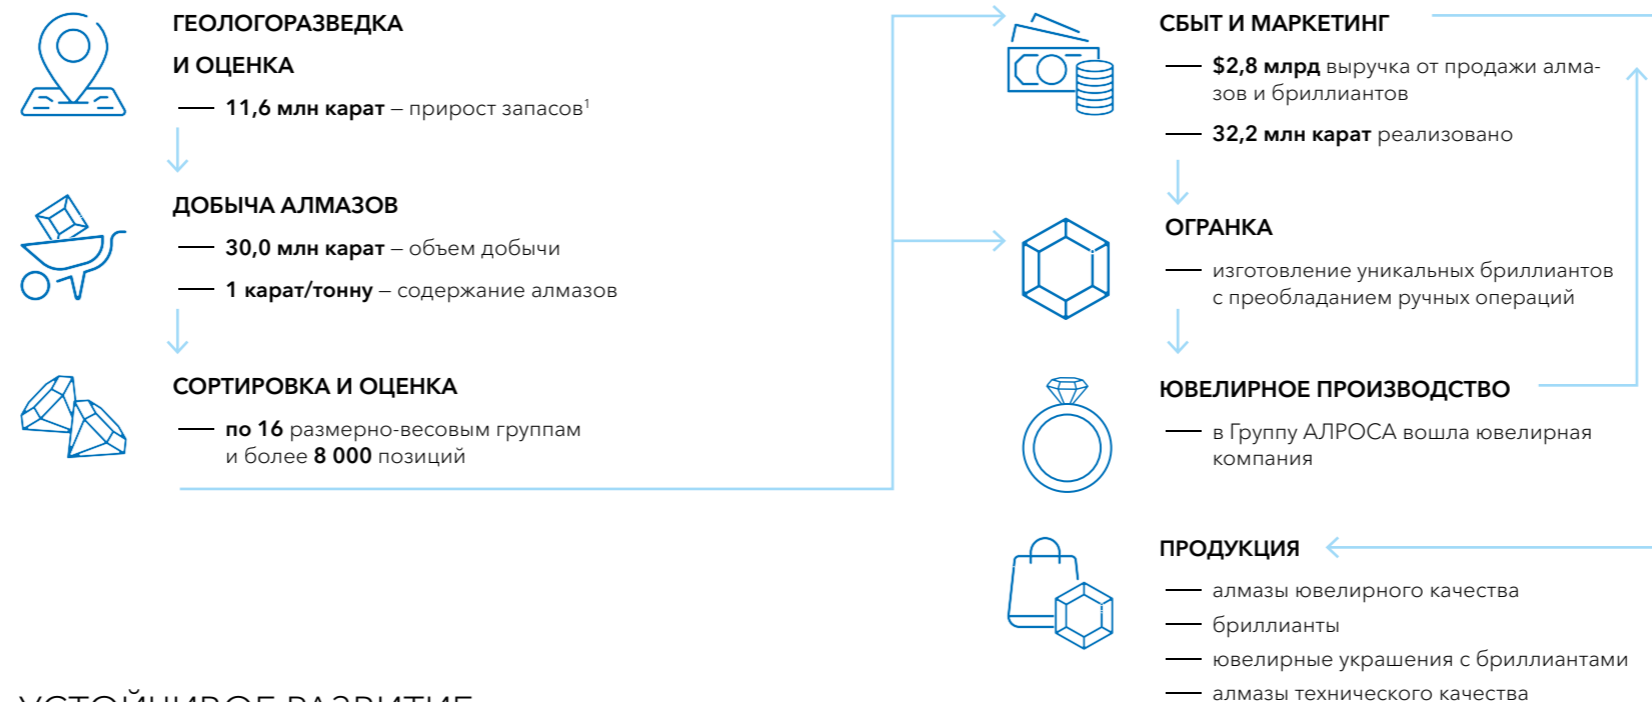 ГЕОЛОГОРАЗВЕДКА
И ОЦЕНКА
— 11,6 млн карат – прирост запасов¹
ДОБЫЧА АЛМАЗОВ
— 30,0 млн карат – объем добычи
— 1 карат/тонну – содержание алмазов
СОРТИРОВКА И ОЦЕНКА
— по 16 размерно-весовым группам
и более 8 000 позиций
СБЫТ И МАРКЕТИНГ
— $2,8 млрд выручка от продажи алма-
зов и бриллиантов
— 32,2 млн карат реализовано
ОГРАНКА
— изготовление уникальных бриллиантов
с преобладанием ручных операций
ЮВЕЛИРНОЕ ПРОИЗВОДСТВО
— в Группу АЛРОСА вошла ювелирная
компания
ПРОДУКЦИЯ
— алмазы ювелирного качества
— бриллианты
— ювелирные украшения с бриллиантами
— алмазы технического качества
УСТОЙЧИВОЕ РАЗВИТИЕ